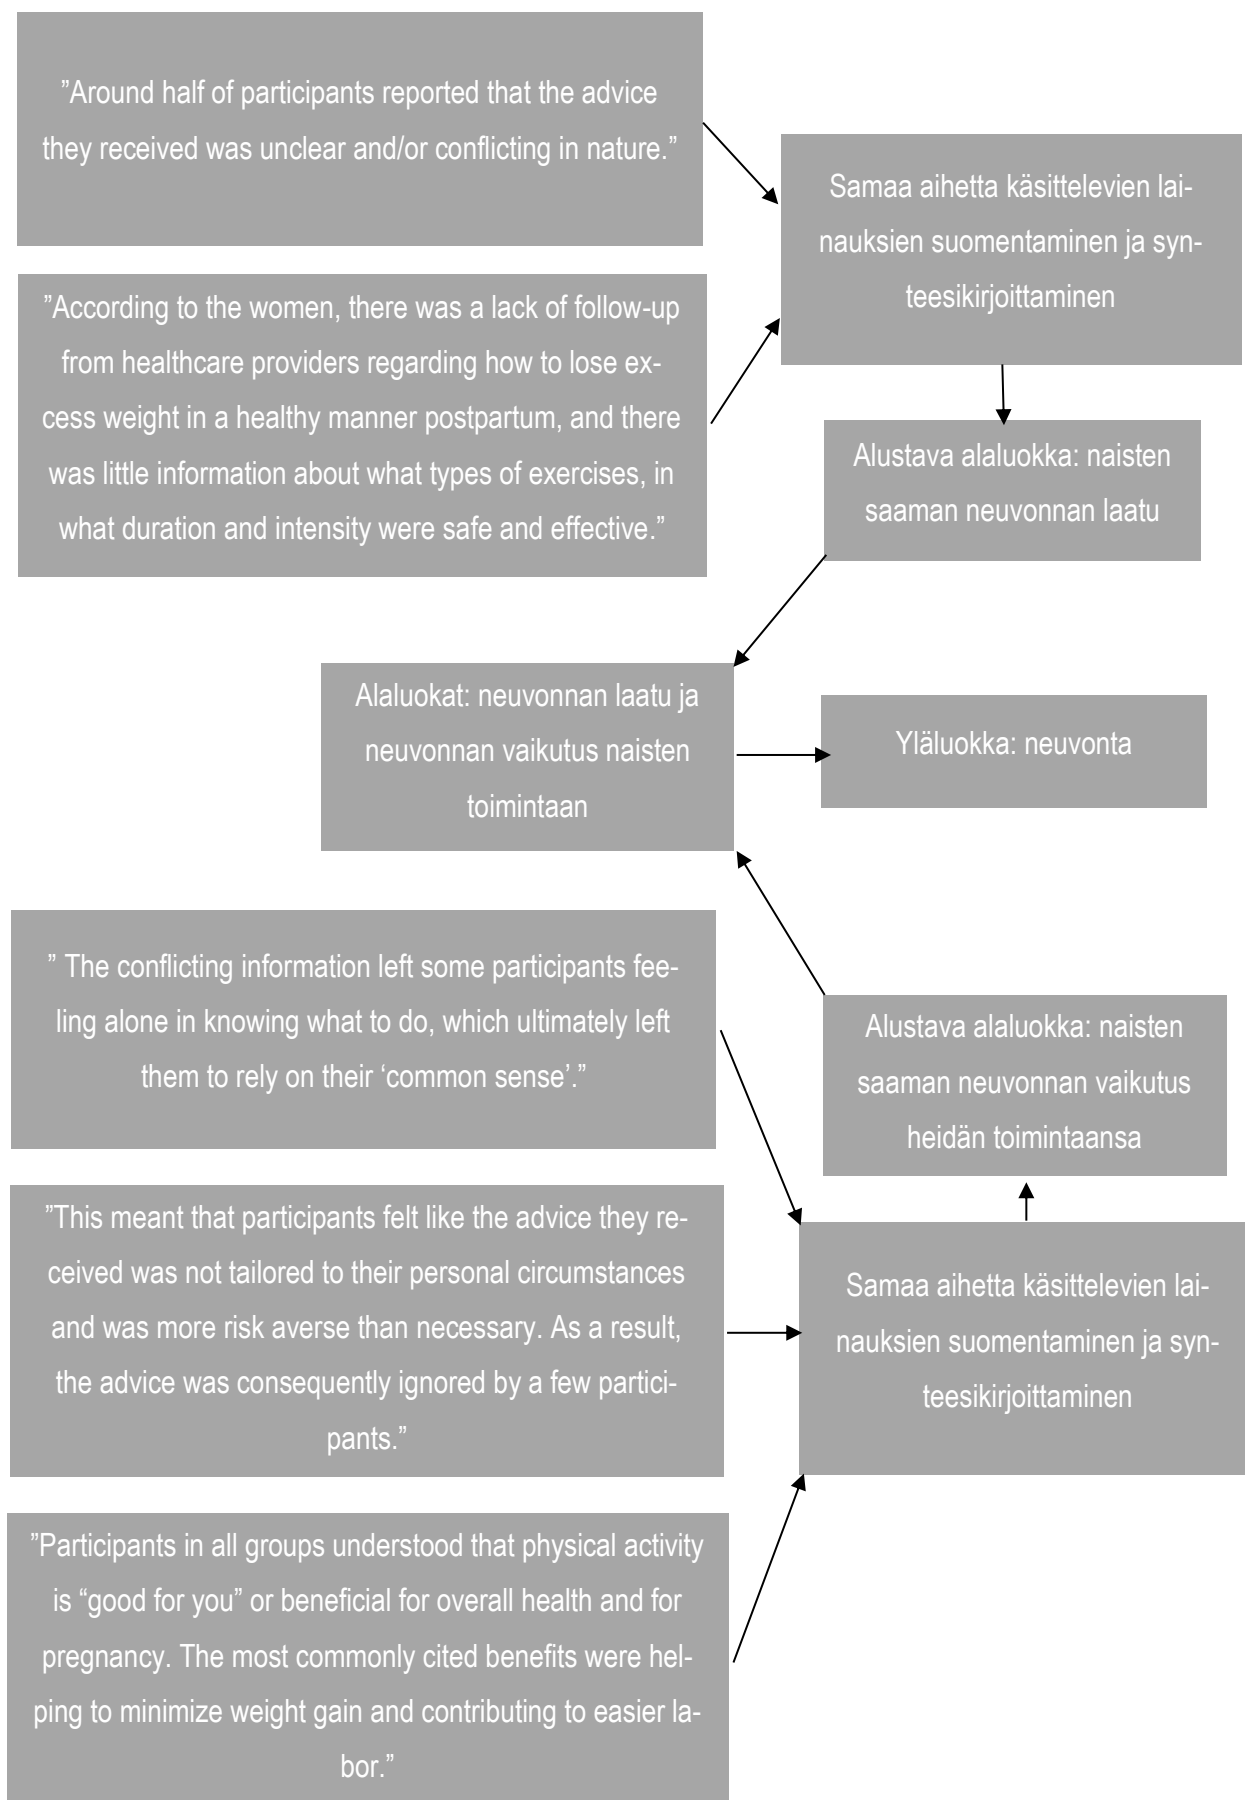 ”Around half of participants reported that the advice
they received was unclear and/or conflicting in nature.”
Samaa aihetta käsittelevien lai-
nauksien suomentaminen ja syn-
teesikirjoittaminen
”According to the women, there was a lack of follow-up
from healthcare providers regarding how to lose ex-
cess weight in a healthy manner postpartum, and there
was little information about what types of exercises, in
what duration and intensity were safe and effective.”
Alustava alaluokka: naisten
saaman neuvonnan laatu
Alaluokat: neuvonnan laatu ja
neuvonnan vaikutus naisten
toimintaan
Yläluokka: neuvonta
” The conflicting information left some participants fee-
ling alone in knowing what to do, which ultimately left
them to rely on their ‘common sense’.”
Alustava alaluokka: naisten
saaman neuvonnan vaikutus
heidän toimintaansa
”This meant that participants felt like the advice they re-
ceived was not tailored to their personal circumstances
and was more risk averse than necessary. As a result,
the advice was consequently ignored by a few partici-
pants.”
Samaa aihetta käsittelevien lai-
nauksien suomentaminen ja syn-
teesikirjoittaminen
”Participants in all groups understood that physical activity
is “good for you” or beneficial for overall health and for
pregnancy. The most commonly cited benefits were hel-
ping to minimize weight gain and contributing to easier la-
bor.”